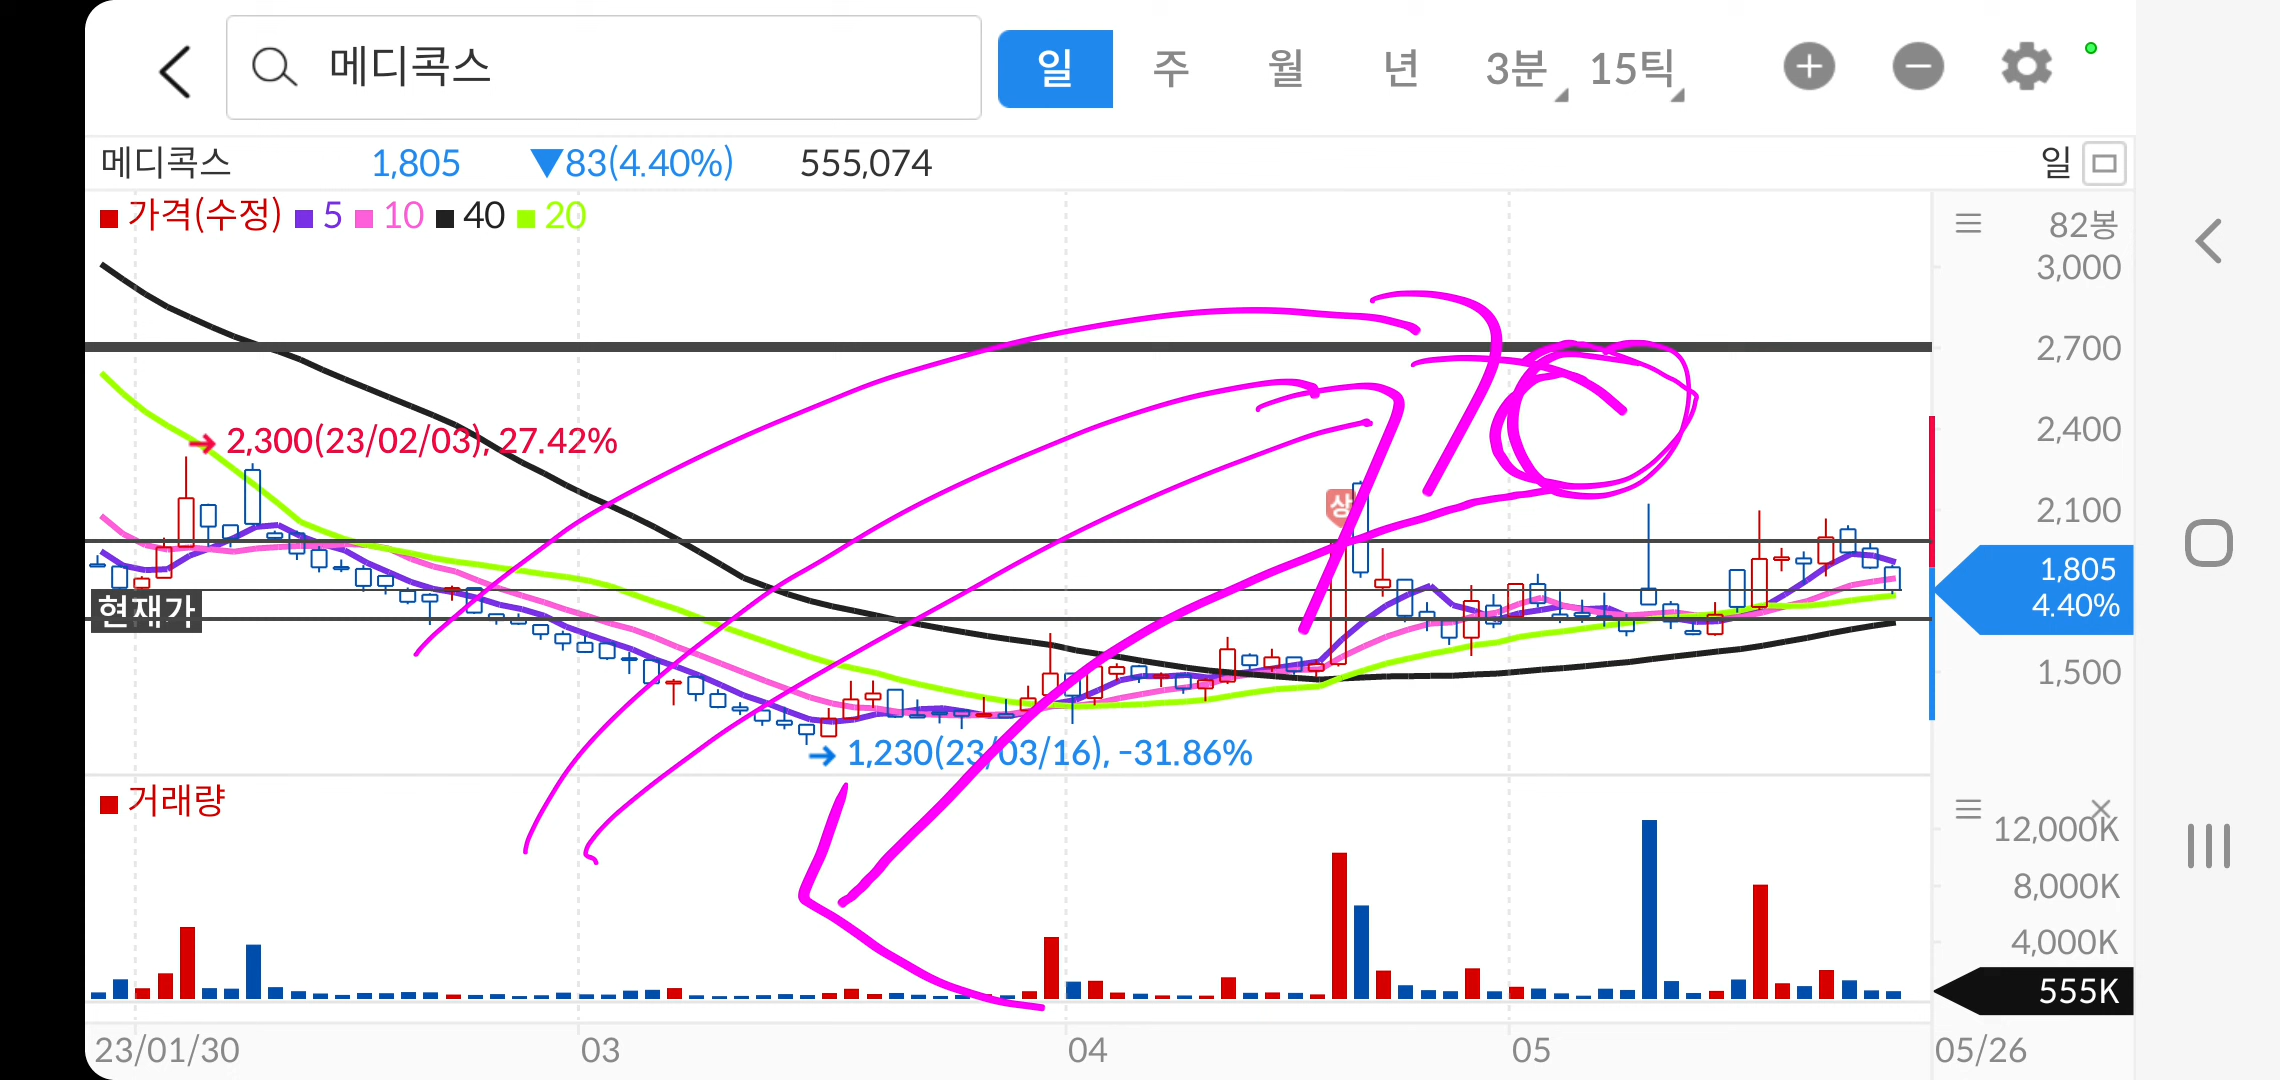 메디콕스 일 주 월 년 3분 15틱
메디콕스 1,805 ▼83(4.40%) 555,074 일
가격(수정) 5 10 40 20 82봉
3,000
2,700
2,400
2,300(23/02/03), 27.42%
상
2,100
1,805
4.40%
현재가
1,500
1,230(23/03/16), -31.86%
거래량
12,000K
8,000K
4,000K
555K
23/01/30 03 04 05 05/26